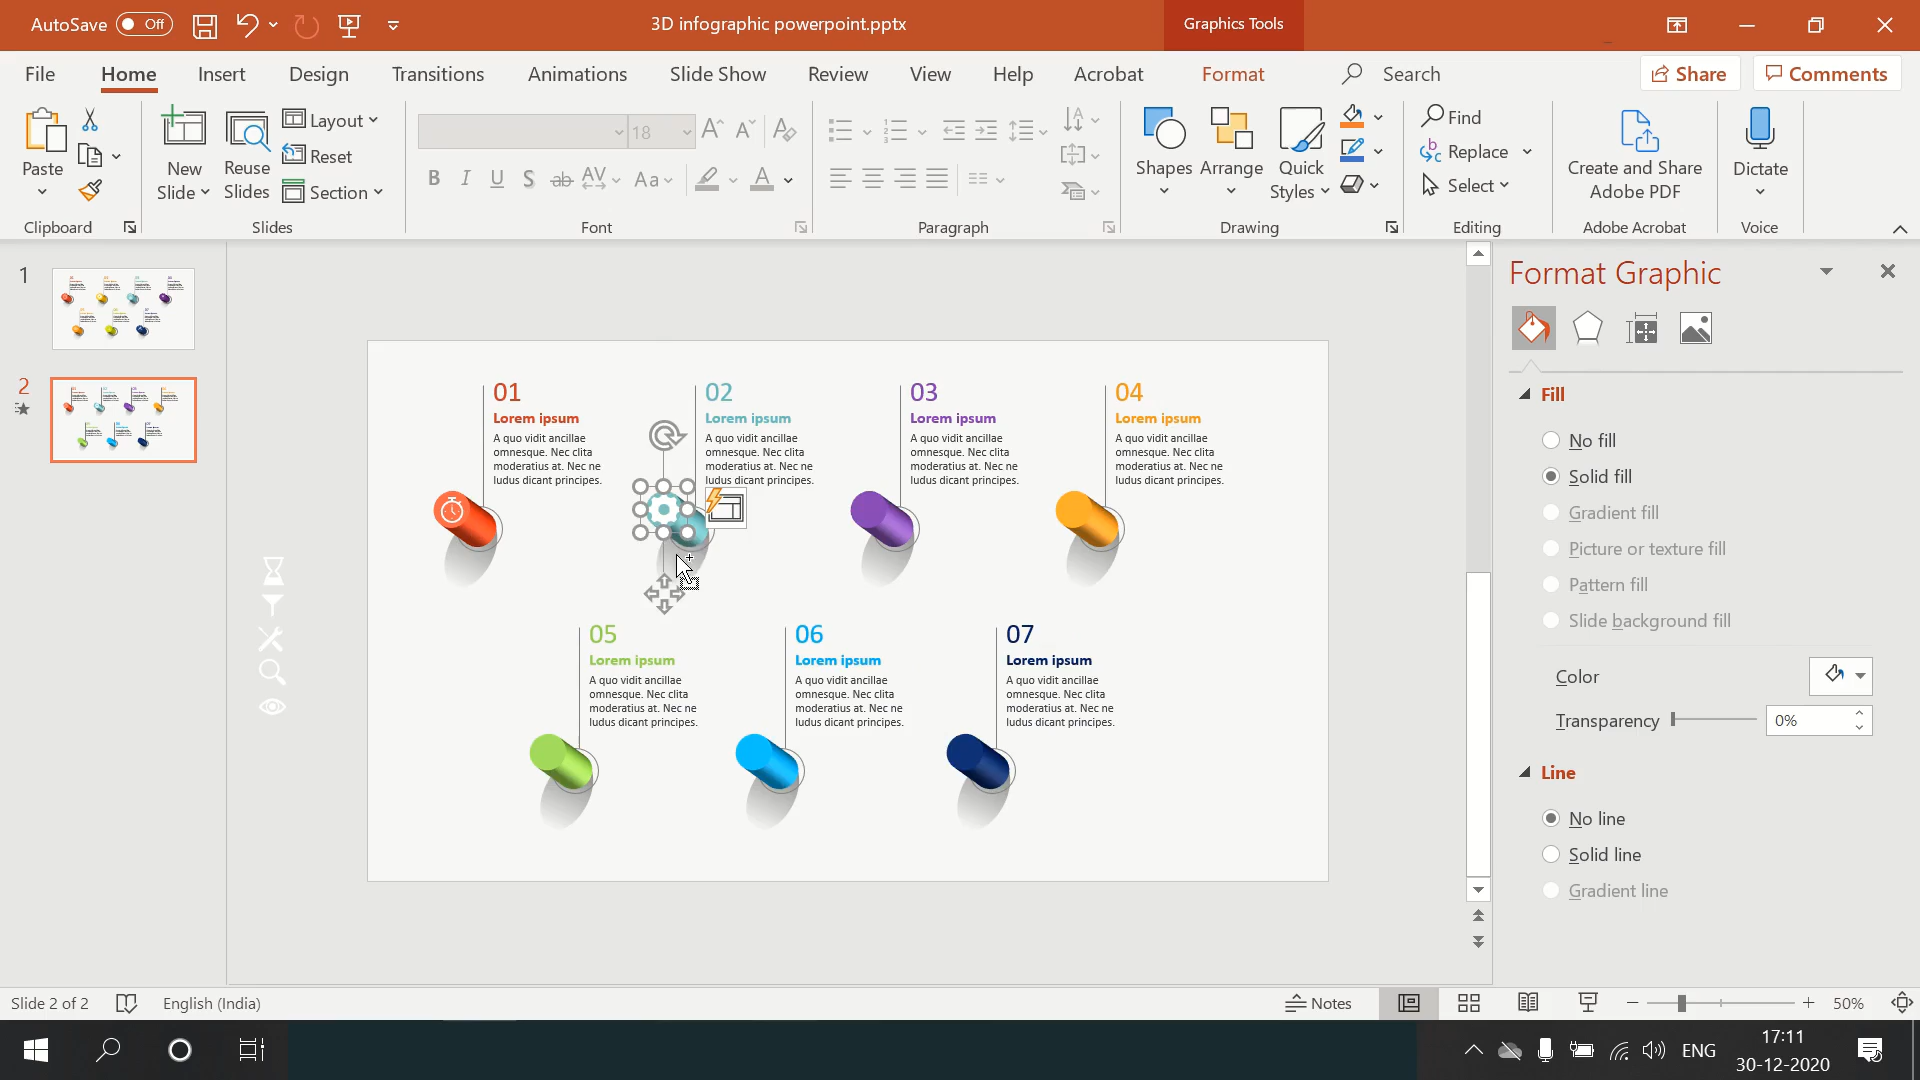 AutoSave Off
3D infographic powerpoint.pptx
Graphics Tools
File Home Insert Design Transitions Animations Slide Show Review View Help Acrobat Format Search Share Comments
Paste
New Slide
Reuse Slides
Layout
Reset
Section
18
Shapes
Arrange
Quick Styles
Find
Replace
Select
Create and Share Adobe PDF
Dictate
Clipboard Slides Font Paragraph Drawing Editing Adobe Acrobat Voice
1
2
01
Lorem ipsum
A quo vidit ancillae
omnesque. Nec clita
moderatius at. Nec ne
ludus dicant principes.
02
Lorem ipsum
A quo vidit ancillae
omnesque. Nec clita
moderatius at. Nec ne
ludus dicant principes.
03
Lorem ipsum
A quo vidit ancillae
omnesque. Nec clita
moderatius at. Nec ne
ludus dicant principes.
04
Lorem ipsum
A quo vidit ancillae
omnesque. Nec clita
moderatius at. Nec ne
ludus dicant principes.
05
Lorem ipsum
A quo vidit ancillae
omnesque. Nec clita
moderatius at. Nec ne
ludus dicant principes.
06
Lorem ipsum
A quo vidit ancillae
omnesque. Nec clita
moderatius at. Nec ne
ludus dicant principes.
07
Lorem ipsum
A quo vidit ancillae
omnesque. Nec clita
moderatius at. Nec ne
ludus dicant principes.
Format Graphic
Fill
No fill
Solid fill
Gradient fill
Picture or texture fill
Pattern fill
Slide background fill
Color
Transparency 0%
Line
No line
Solid line
Gradient line
Slide 2 of 2 English (India) Notes 50%
ENG
17:11
30-12-2020